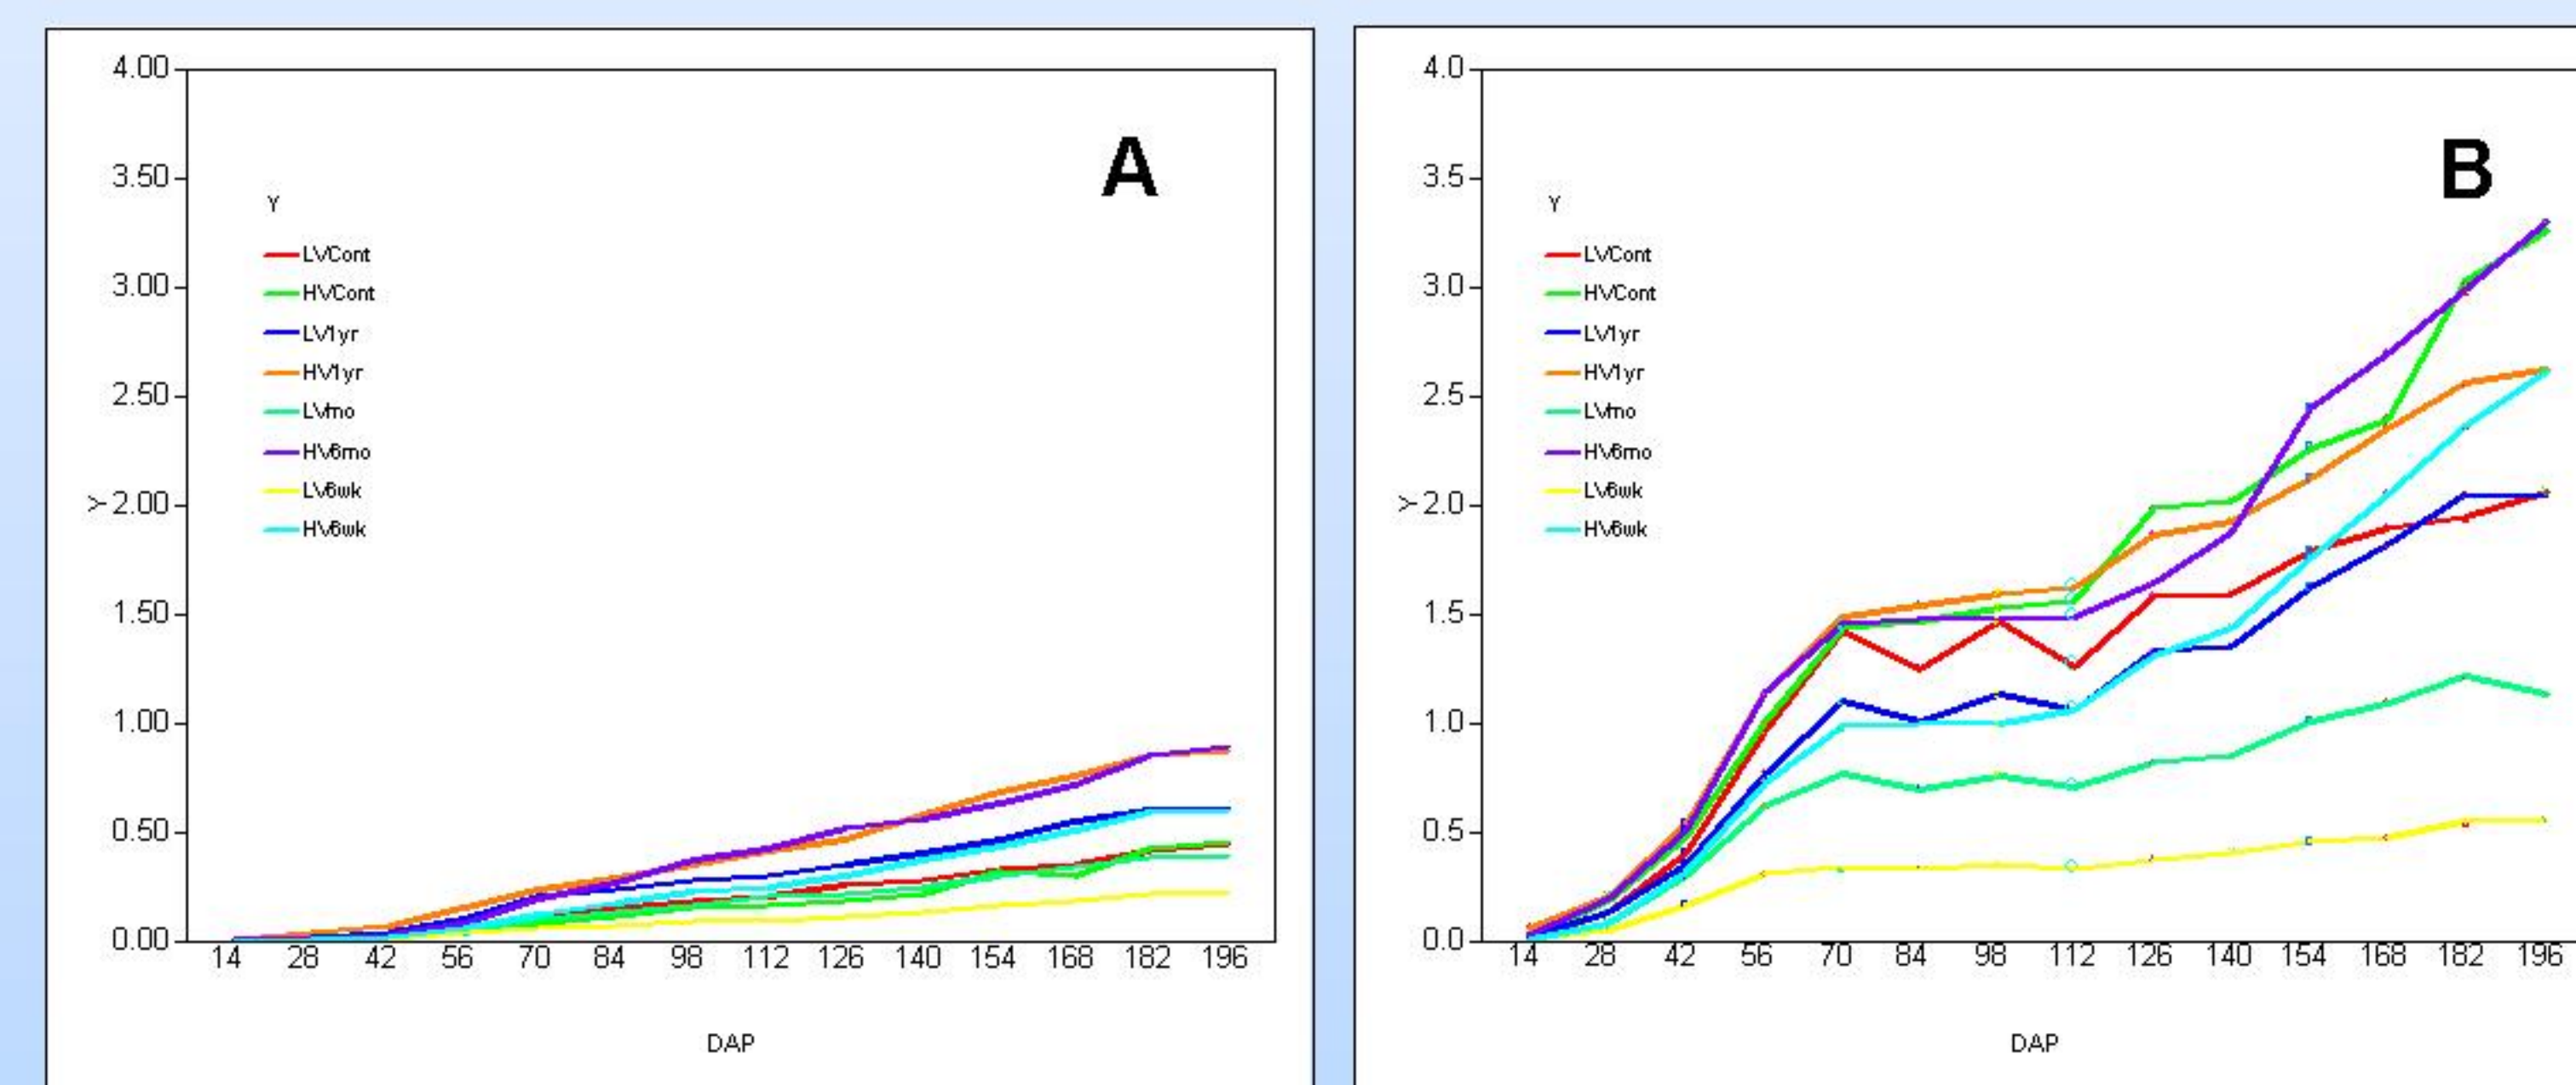 4.00
A
3.50
Y
LVCont
3.00
HVCont
LV1yr
2.50
HV1yr
LVmo
HV6mo
Y 2.00
LV6wk
HV6wk
1.50
1.00
0.50
0.00
14 28 42 56 70 84 98 112 126 140 154 168 182 196
DAP
4.0
B
3.5
Y
LVCont
3.0
HVCont
LV1yr
2.5
HV1yr
LVmo
HV6mo
Y 2.0
LV6wk
HV6wk
1.5
1.0
0.5
0.0
14 28 42 56 70 84 98 112 126 140 154 168 182 196
DAP